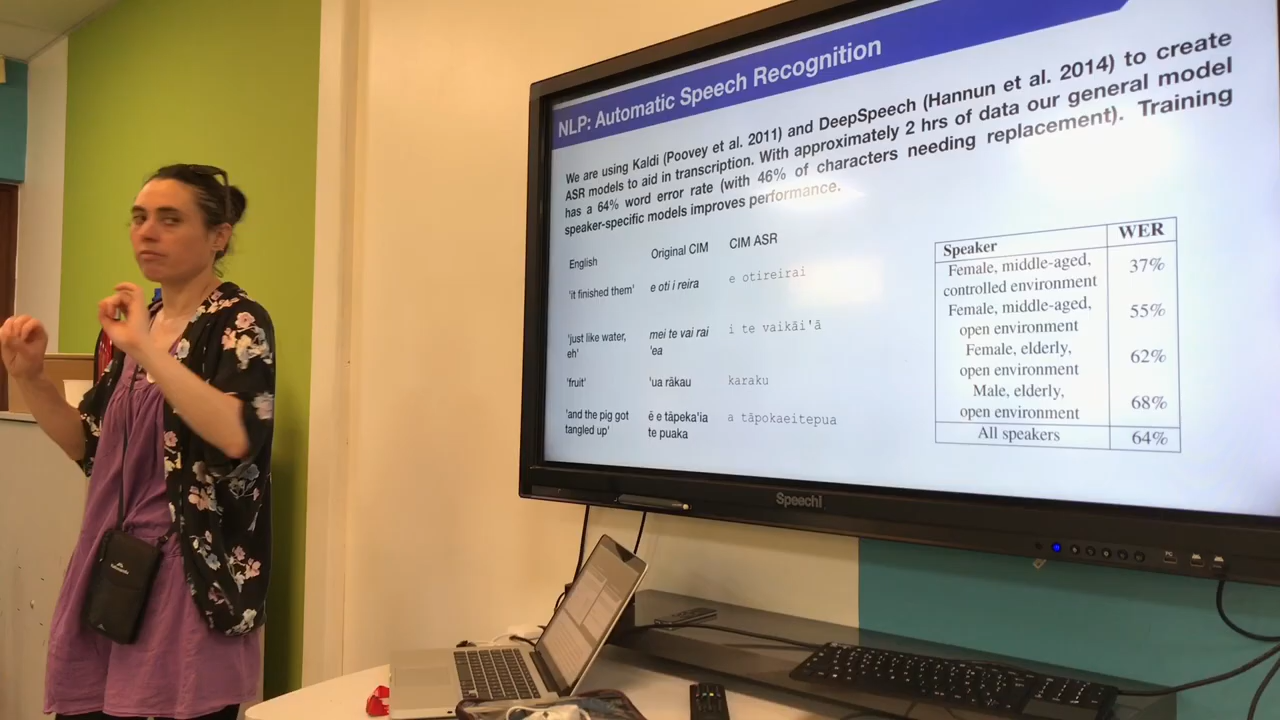 NLP: Automatic Speech Recognition
We are using Kaldi (Poovey et al. 2011) and DeepSpeech (Hannun et al. 2014) to create
ASR models to aid in transcription. With approximately 2 hrs of data our general model
has a 64% word error rate (with 46% of characters needing replacement). Training
speaker-specific models improves performance.
English Original CIM CIM ASR
'it finished them' e oti i reira e otireirai
'just like water, eh' mei te vai rai 'ea i te vaikāi'ā
'fruit' 'ua rākau karaku
'and the pig got tangled up' ē e tāpeka'ia te puaka a tāpokaeitepua
Speaker WER
Female, middle-aged, controlled environment 37%
Female, middle-aged, open environment 55%
Female, elderly, open environment 62%
Male, elderly, open environment 68%
All speakers 64%
Speechi